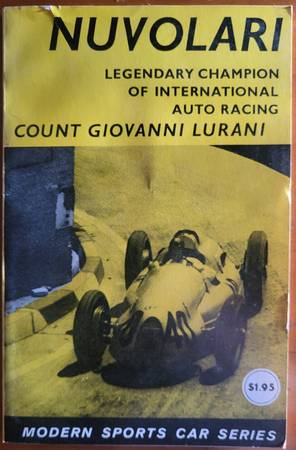 NUVOLARI
LEGENDARY CHAMPION
OF INTERNATIONAL
AUTO RACING
COUNT GIOVANNI LURANI
$1.95
MODERN SPORTS CAR SERIES